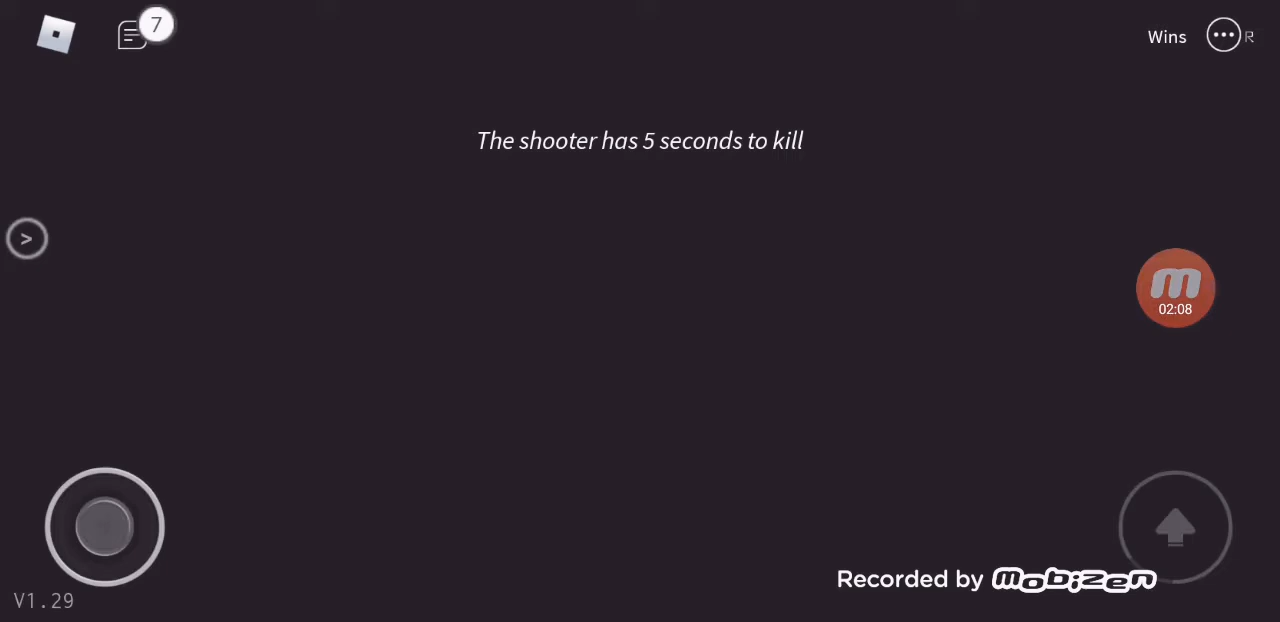 7
Wins
R
The shooter has 5 seconds to kill
>
m
02:08
Recorded by mobizen
V1.29